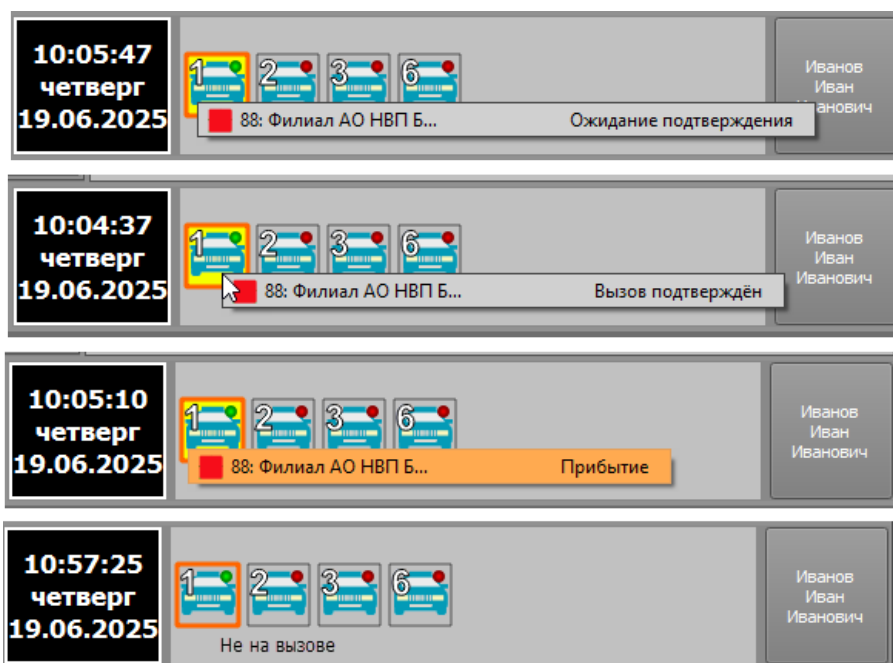 10:05:47
четверг
19.06.2025
1 2 3 6
88: Филиал АО НВП Б... Ожидание подтверждения
Иванов
Иван
ванович
10:04:37
четверг
19.06.2025
1 2 3 6
88: Филиал АО НВП Б... Вызов подтверждён
Иванов
Иван
Иванович
10:05:10
четверг
19.06.2025
1 2 3 6
88: Филиал АО НВП Б... Прибытие
Иванов
Иван
Иванович
10:57:25
четверг
19.06.2025
1 2 3 6
Не на вызове
Иванов
Иван
Иванович